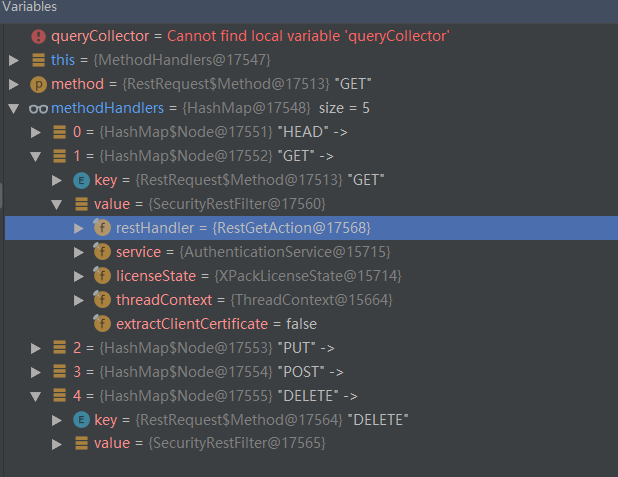 Variables
queryCollector = Cannot find local variable 'queryCollector'
this = {MethodHandlers@17547}
method = {RestRequest$Method@17513} "GET"
methodHandlers = {HashMap@17548} size = 5
0 = {HashMap$Node@17551} "HEAD" ->
1 = {HashMap$Node@17552} "GET" ->
key = {RestRequest$Method@17513} "GET"
value = {SecurityRestFilter@17560}
restHandler = {RestGetAction@17568}
service = {AuthenticationService@15715}
licenseState = {XPackLicenseState@15714}
threadContext = {ThreadContext@15664}
extractClientCertificate = false
2 = {HashMap$Node@17553} "PUT" ->
3 = {HashMap$Node@17554} "POST" ->
4 = {HashMap$Node@17555} "DELETE" ->
key = {RestRequest$Method@17564} "DELETE"
value = {SecurityRestFilter@17565}